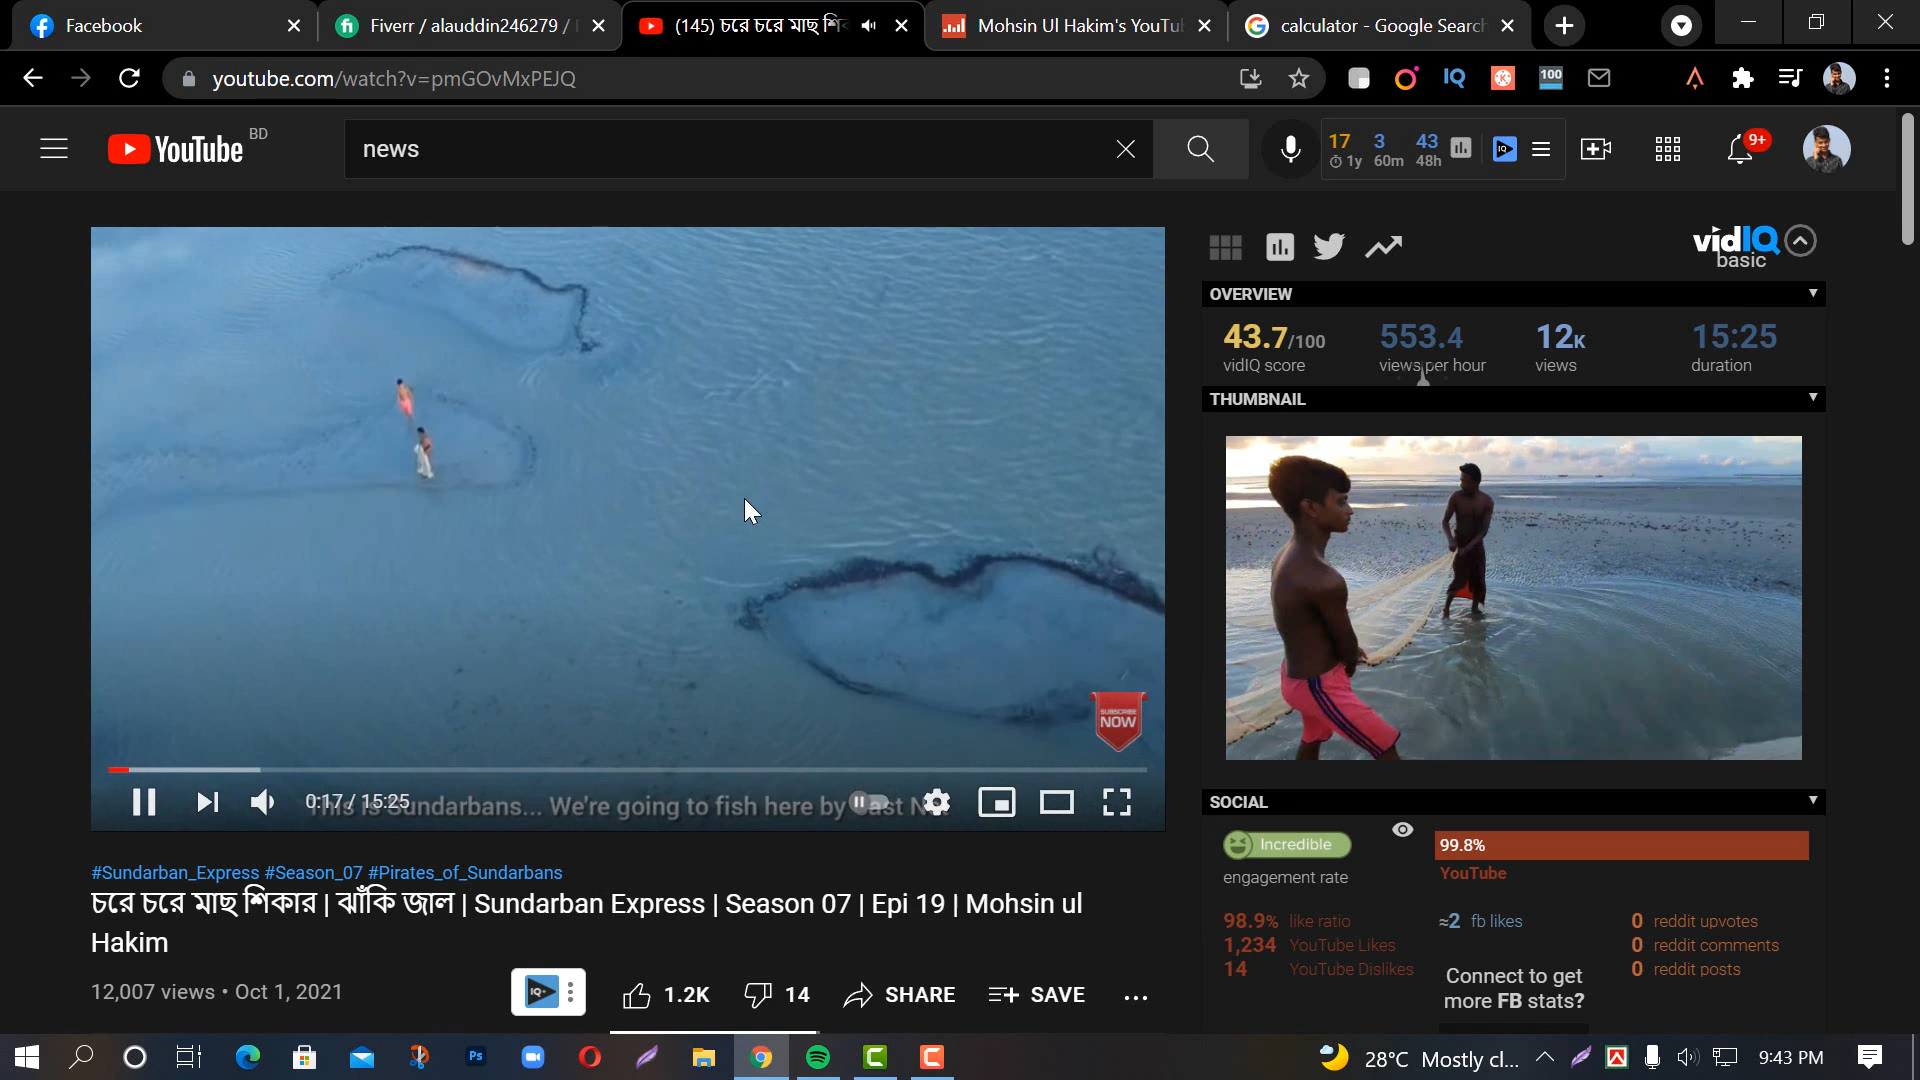 Facebook
Fiverr / alauddin246279 /
(145) চরে চরে মাছ শি
Mohsin Ul Hakim's YouTu
calculator - Google Search
youtube.com/watch?v=pmGOvMxPEJQ
IQ
100
YouTube BD
news
17 3 43
1y 60m 48h
IQ
9+
vidIQ
basic
OVERVIEW
43.7/100 553.4 12K 15:25
vidIQ score views per hour views duration
THUMBNAIL
SUBSCRIBE
NOW
0:17 / 15:25
This is Sundarbans... We're going to fish here by Cast N
SOCIAL
Incredible
engagement rate
99.8%
YouTube
98.9% like ratio
1,234 YouTube Likes
14 YouTube Dislikes
≈2 fb likes
Connect to get
more FB stats?
0 reddit upvotes
0 reddit comments
0 reddit posts
#Sundarban_Express #Season_07 #Pirates_of_Sundarbans
চরে চরে মাছ শিকার | ঝাঁকি জাল | Sundarban Express | Season 07 | Epi 19 | Mohsin ul
Hakim
12,007 views • Oct 1, 2021
IQ
1.2K 14 SHARE SAVE
Ps
28°C Mostly cl...
9:43 PM